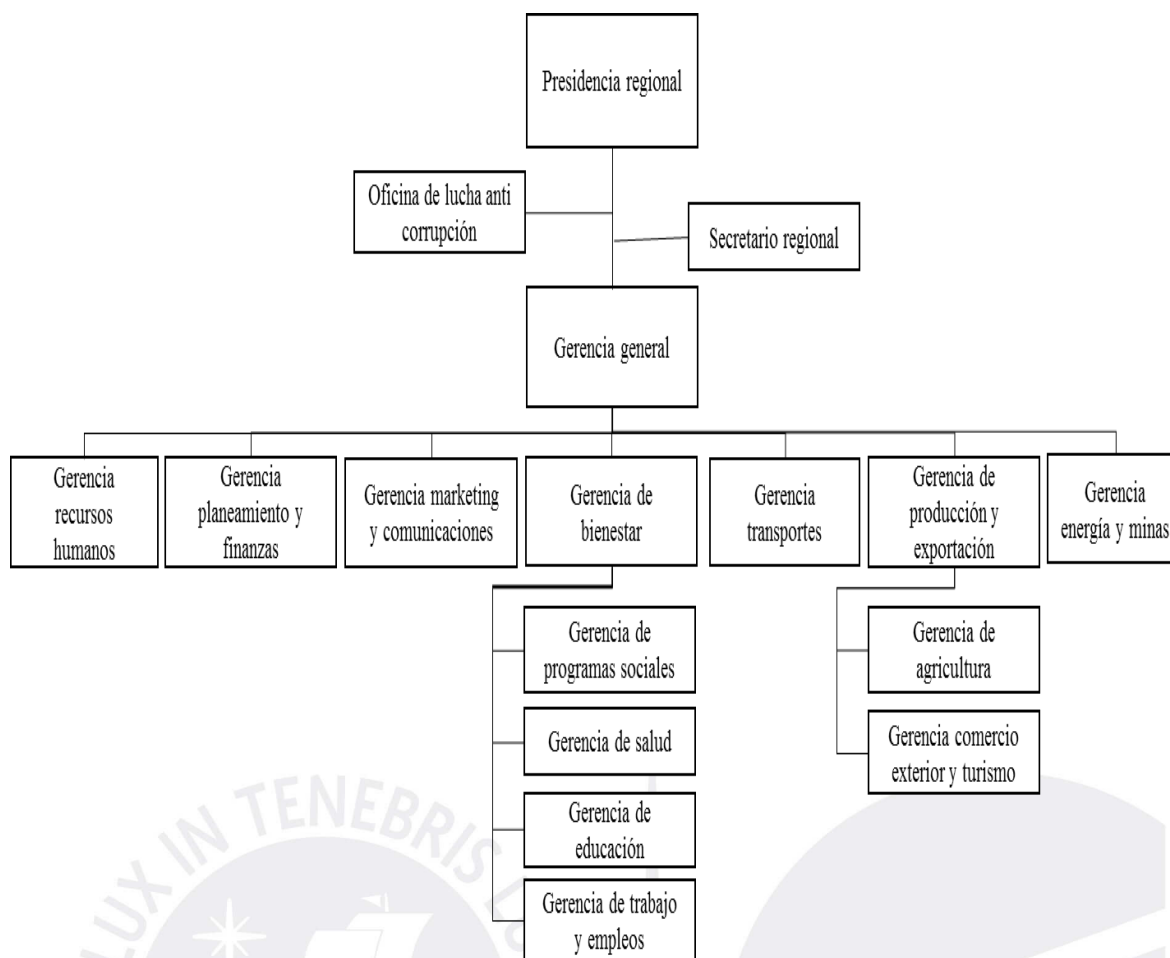 Presidencia regional
Oficina de lucha anti
corrupción
Secretario regional
Gerencia general
Gerencia
recursos
humanos
Gerencia
planeamiento y
finanzas
Gerencia marketing
y comunicaciones
Gerencia de
bienestar
Gerencia
transportes
Gerencia de
producción y
exportación
Gerencia
energía y minas
Gerencia de
programas sociales
Gerencia de salud
Gerencia de
educación
Gerencia de trabajo
y empleos
Gerencia de
agricultura
Gerencia comercio
exterior y turismo
LUX IN TENEBRIS